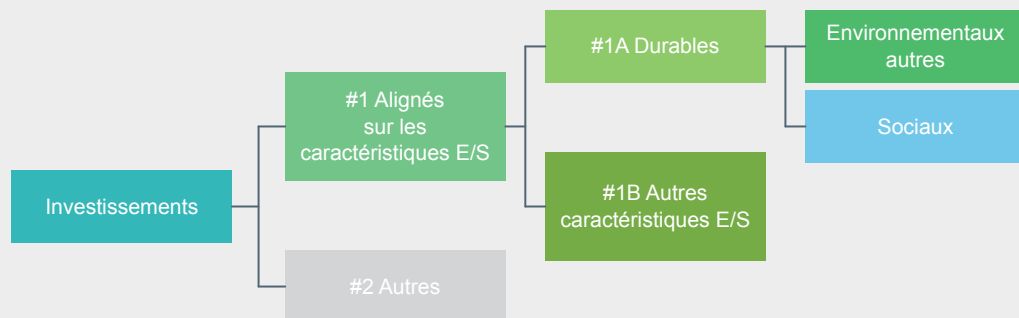 Investissements
#1 Alignés
sur les
caractéristiques E/S
#2 Autres
#1A Durables
#1B Autres
caractéristiques E/S
Environnementaux
autres
Sociaux